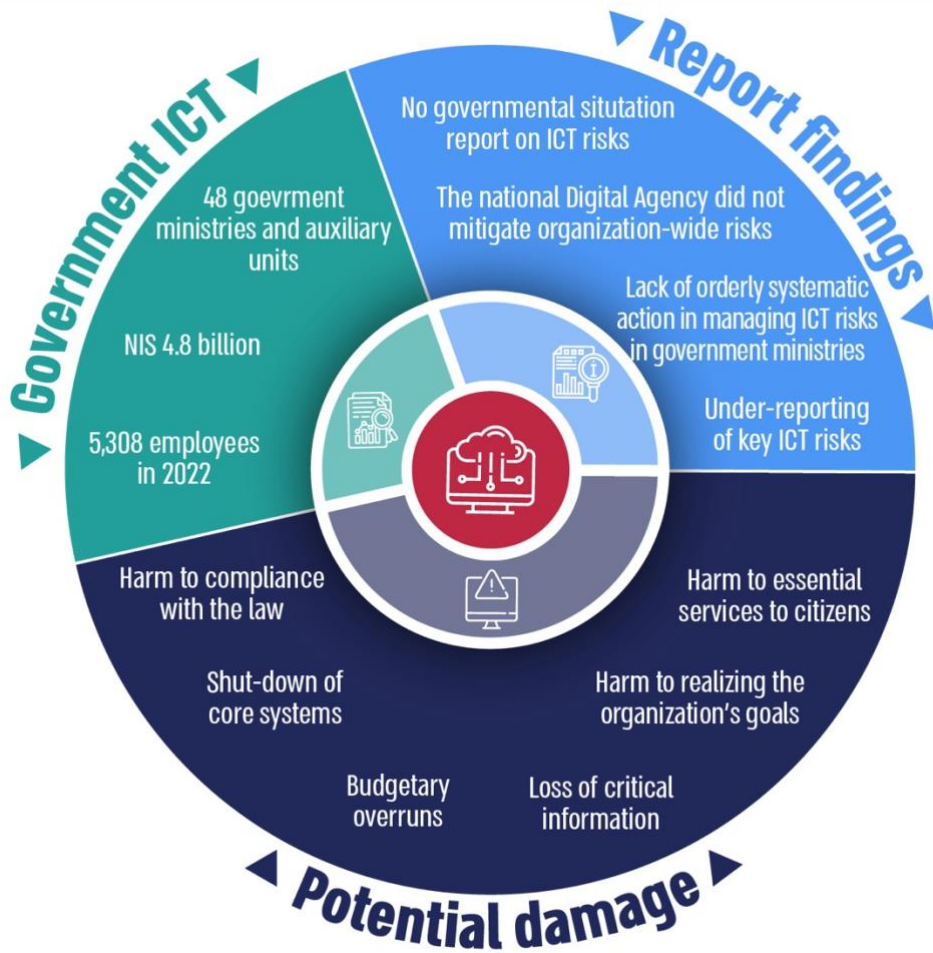 Government ICT
48 goevrment
ministries and auxiliary
units
NIS 4.8 billion
5,308 employees
in 2022
Report findings
No governmental situtation
report on ICT risks
The national Digital Agency did not
mitigate organization-wide risks
Lack of orderly systematic
action in managing ICT risks
in government ministries
Under-reporting
of key ICT risks
Harm to compliance
with the law
Shut-down of
core systems
Budgetary
overruns
Loss of critical
information
Harm to realizing the
organization's goals
Harm to essential
services to citizens
Potential damage